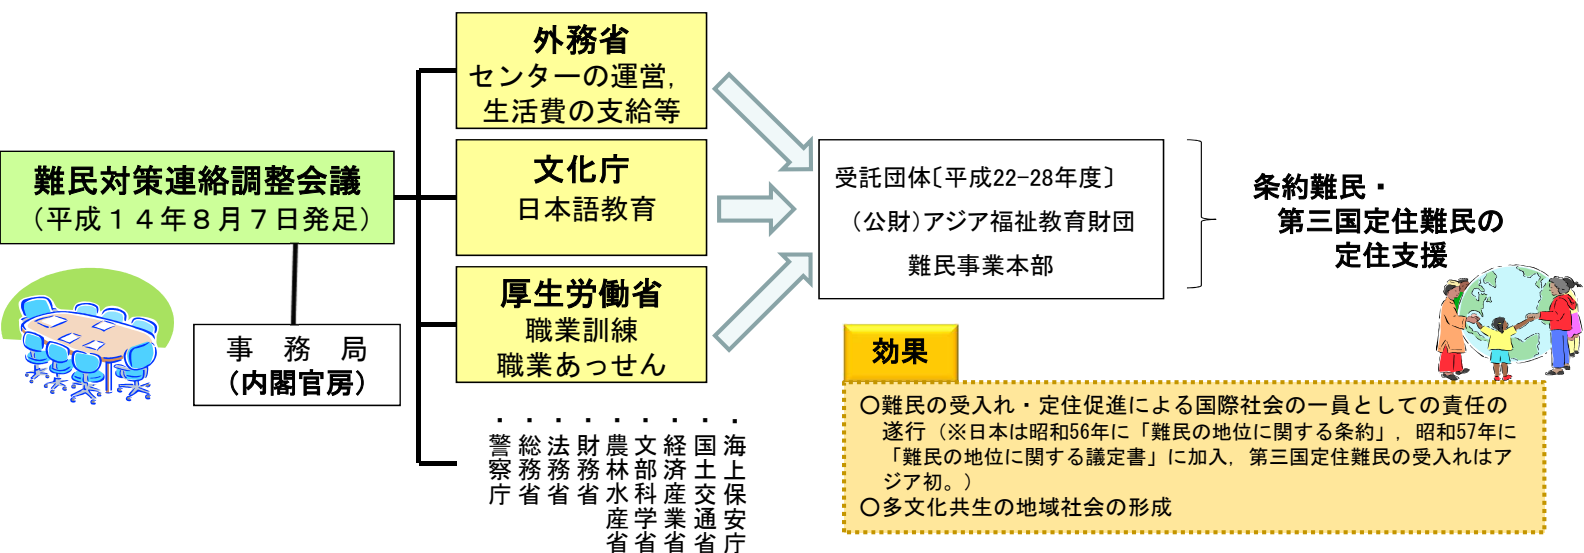 難民対策連絡調整会議
（平成１４年８月７日発足）
事　務　局
（内閣官房）
外務省
センターの運営，
生活費の支給等
文化庁
日本語教育
厚生労働省
職業訓練
職業あっせん
・警察庁
・総務省
・法務省
・財務省
・農林水産省
・文部科学省
・経済産業省
・国土交通省
・海上保安庁
受託団体〔平成22-28年度〕
（公財）アジア福祉教育財団
難民事業本部
条約難民・
第三国定住難民の
定住支援
効果
〇難民の受入れ・定住促進による国際社会の一員としての責任の
遂行（※日本は昭和56年に「難民の地位に関する条約」，昭和57年に
「難民の地位に関する議定書」に加入，第三国定住難民の受入れはア
ジア初。）
〇多文化共生の地域社会の形成